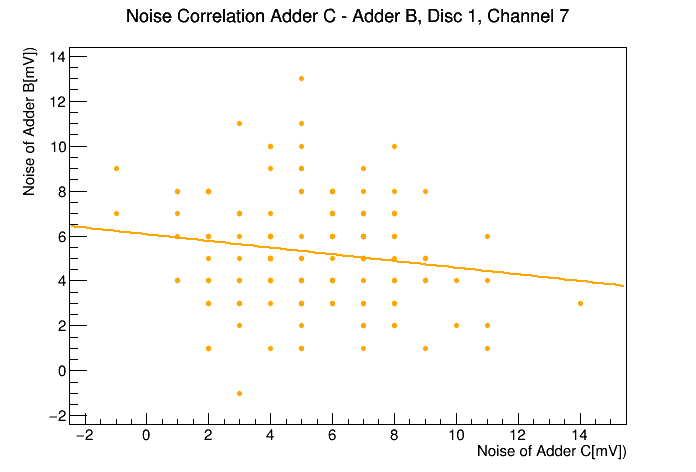 Noise Correlation Adder C - Adder B, Disc 1, Channel 7
Noise of Adder B[mV])
14
12
10
8
6
4
2
0
−2
−2 0 2 4 6 8 10 12 14
Noise of Adder C[mV])